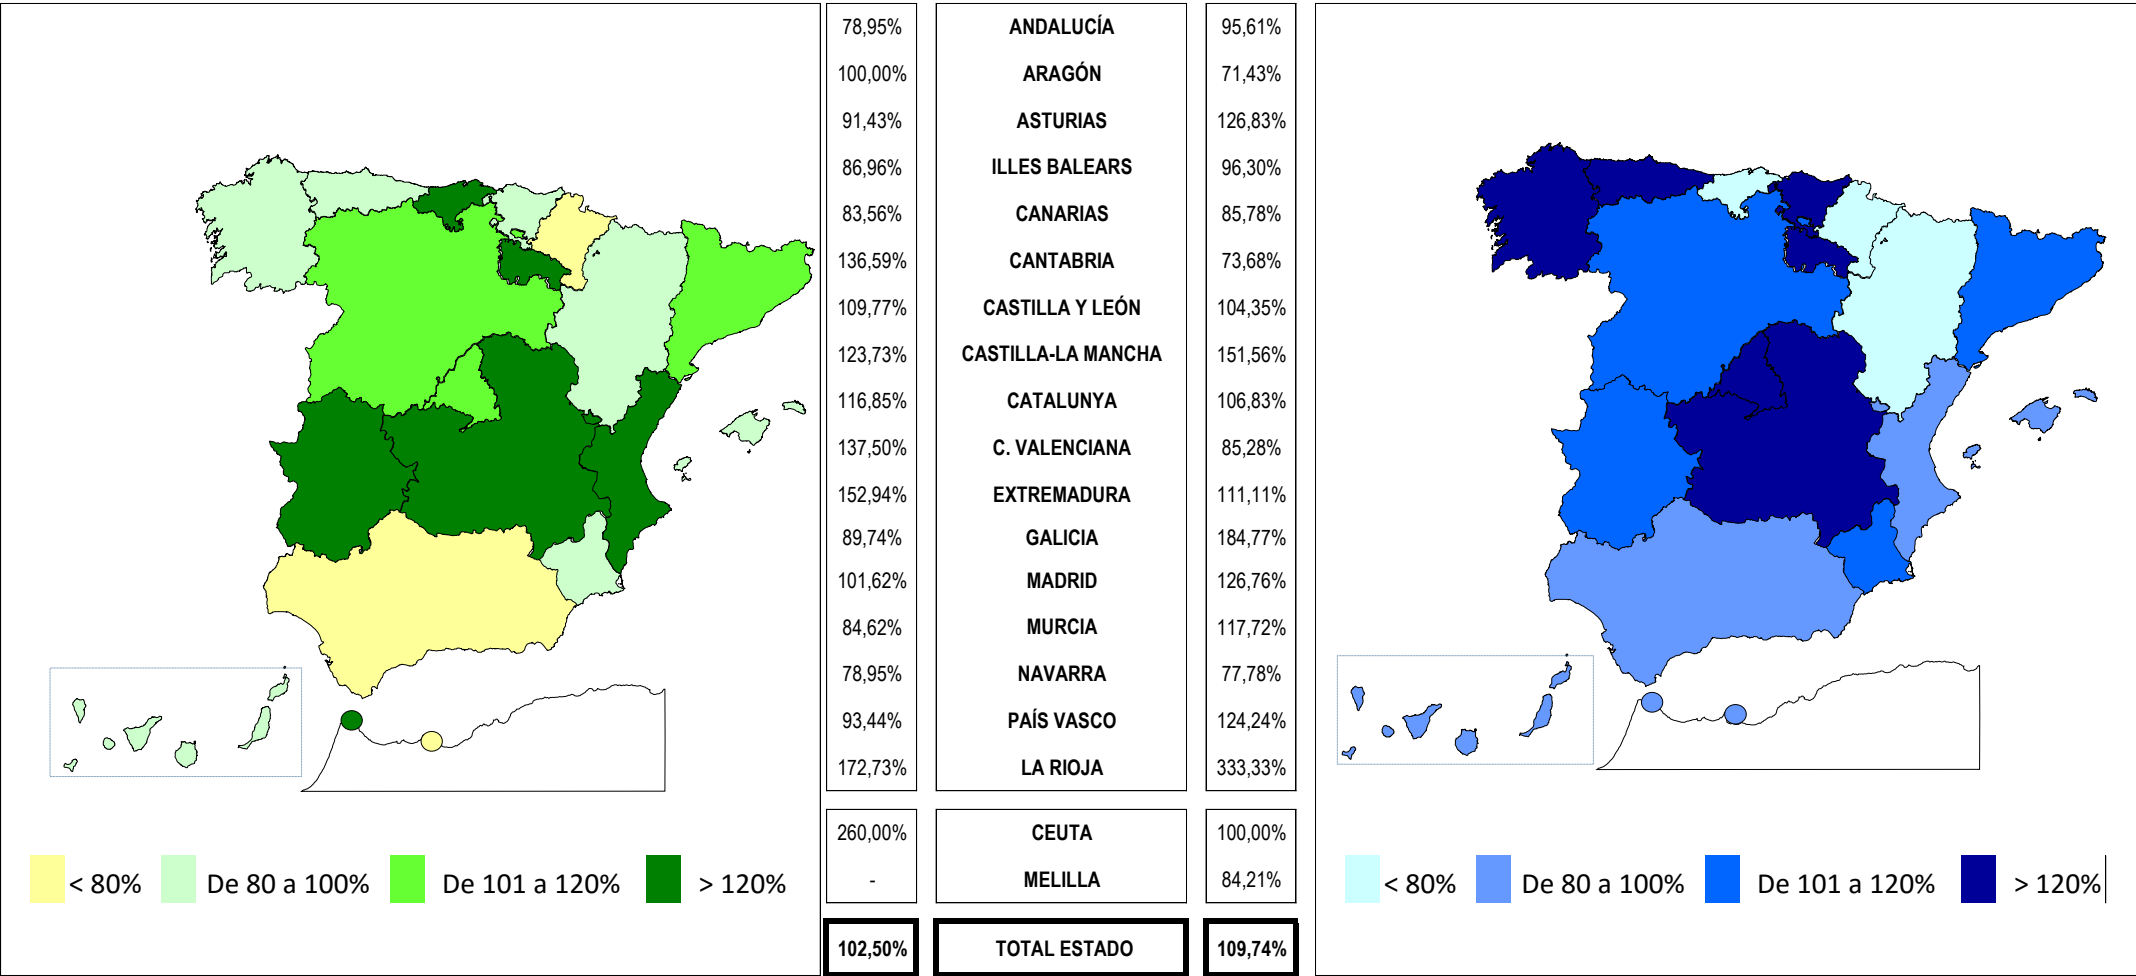 78,95% ANDALUCÍA 95,61%
100,00% ARAGÓN 71,43%
91,43% ASTURIAS 126,83%
86,96% ILLES BALEARS 96,30%
83,56% CANARIAS 85,78%
136,59% CANTABRIA 73,68%
109,77% CASTILLA Y LEÓN 104,35%
123,73% CASTILLA-LA MANCHA 151,56%
116,85% CATALUNYA 106,83%
137,50% C. VALENCIANA 85,28%
152,94% EXTREMADURA 111,11%
89,74% GALICIA 184,77%
101,62% MADRID 126,76%
84,62% MURCIA 117,72%
78,95% NAVARRA 77,78%
93,44% PAÍS VASCO 124,24%
172,73% LA RIOJA 333,33%
260,00% CEUTA 100,00%
- MELILLA 84,21%
102,50% TOTAL ESTADO 109,74%
< 80% De 80 a 100% De 101 a 120% > 120%
< 80% De 80 a 100% De 101 a 120% > 120%